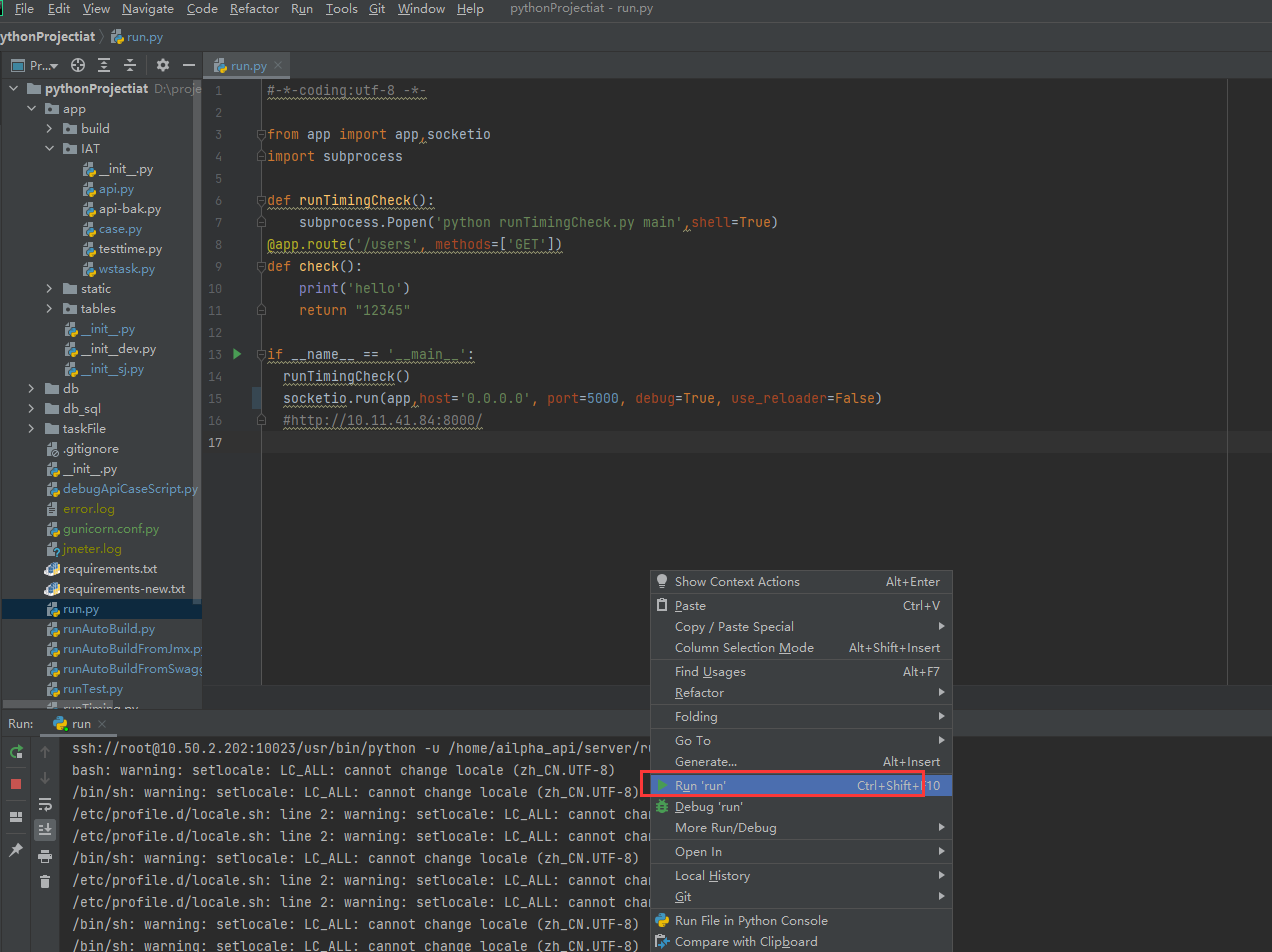 File Edit View Navigate Code Refactor Run Tools Git Window Help pythonProjectiat - run.py
ythonProjectiat run.py
Pr... run.py
pythonProjectiat D:\proje
app
build
IAT
__init__.py
api.py
api-bak.py
case.py
testtime.py
wstask.py
static
tables
__init__.py
__init__dev.py
__init__sj.py
db
db_sql
taskFile
.gitignore
__init__.py
debugApiCaseScript.py
error.log
gunicorn.conf.py
jmeter.log
requirements.txt
requirements-new.txt
run.py
runAutoBuild.py
runAutoBuildFromJmx.py
runAutoBuildFromSwagg
runTest.py
runTiming.py
1 #-*-coding:utf-8 -*-
2
3 from app import app,socketio
4 import subprocess
5
6 def runTimingCheck():
7 subprocess.Popen('python runTimingCheck.py main',shell=True)
8 @app.route('/users', methods=['GET'])
9 def check():
10 print('hello')
11 return "12345"
12
13 if __name__ == '__main__':
14 runTimingCheck()
15 socketio.run(app,host='0.0.0.0', port=5000, debug=True, use_reloader=False)
16 #http://10.11.41.84:8000/
17
Show Context Actions Alt+Enter
Paste Ctrl+V
Copy / Paste Special
Column Selection Mode Alt+Shift+Insert
Find Usages Alt+F7
Refactor
Folding
Go To
Generate... Alt+Insert
Run 'run' Ctrl+Shift+F10
Debug 'run'
More Run/Debug
Open In
Local History
Git
Run File in Python Console
Compare with Clipboard
Run: run
ssh://root@10.50.2.202:10023/usr/bin/python -u /home/ailpha_api/server/ru
bash: warning: setlocale: LC_ALL: cannot change locale (zh_CN.UTF-8)
/bin/sh: warning: setlocale: LC_ALL: cannot change locale (zh_CN.UTF-8)
/etc/profile.d/locale.sh: line 2: warning: setlocale: LC_ALL: cannot chan
/etc/profile.d/locale.sh: line 2: warning: setlocale: LC_ALL: cannot chan
/bin/sh: warning: setlocale: LC_ALL: cannot change locale (zh_CN.UTF-8)
/etc/profile.d/locale.sh: line 2: warning: setlocale: LC_ALL: cannot chan
/etc/profile.d/locale.sh: line 2: warning: setlocale: LC_ALL: cannot chan
/bin/sh: warning: setlocale: LC_ALL: cannot change locale (zh_CN.UTF-8)
/bin/sh: warning: setlocale: LC_ALL: cannot change locale (zh_CN.UTF-8)